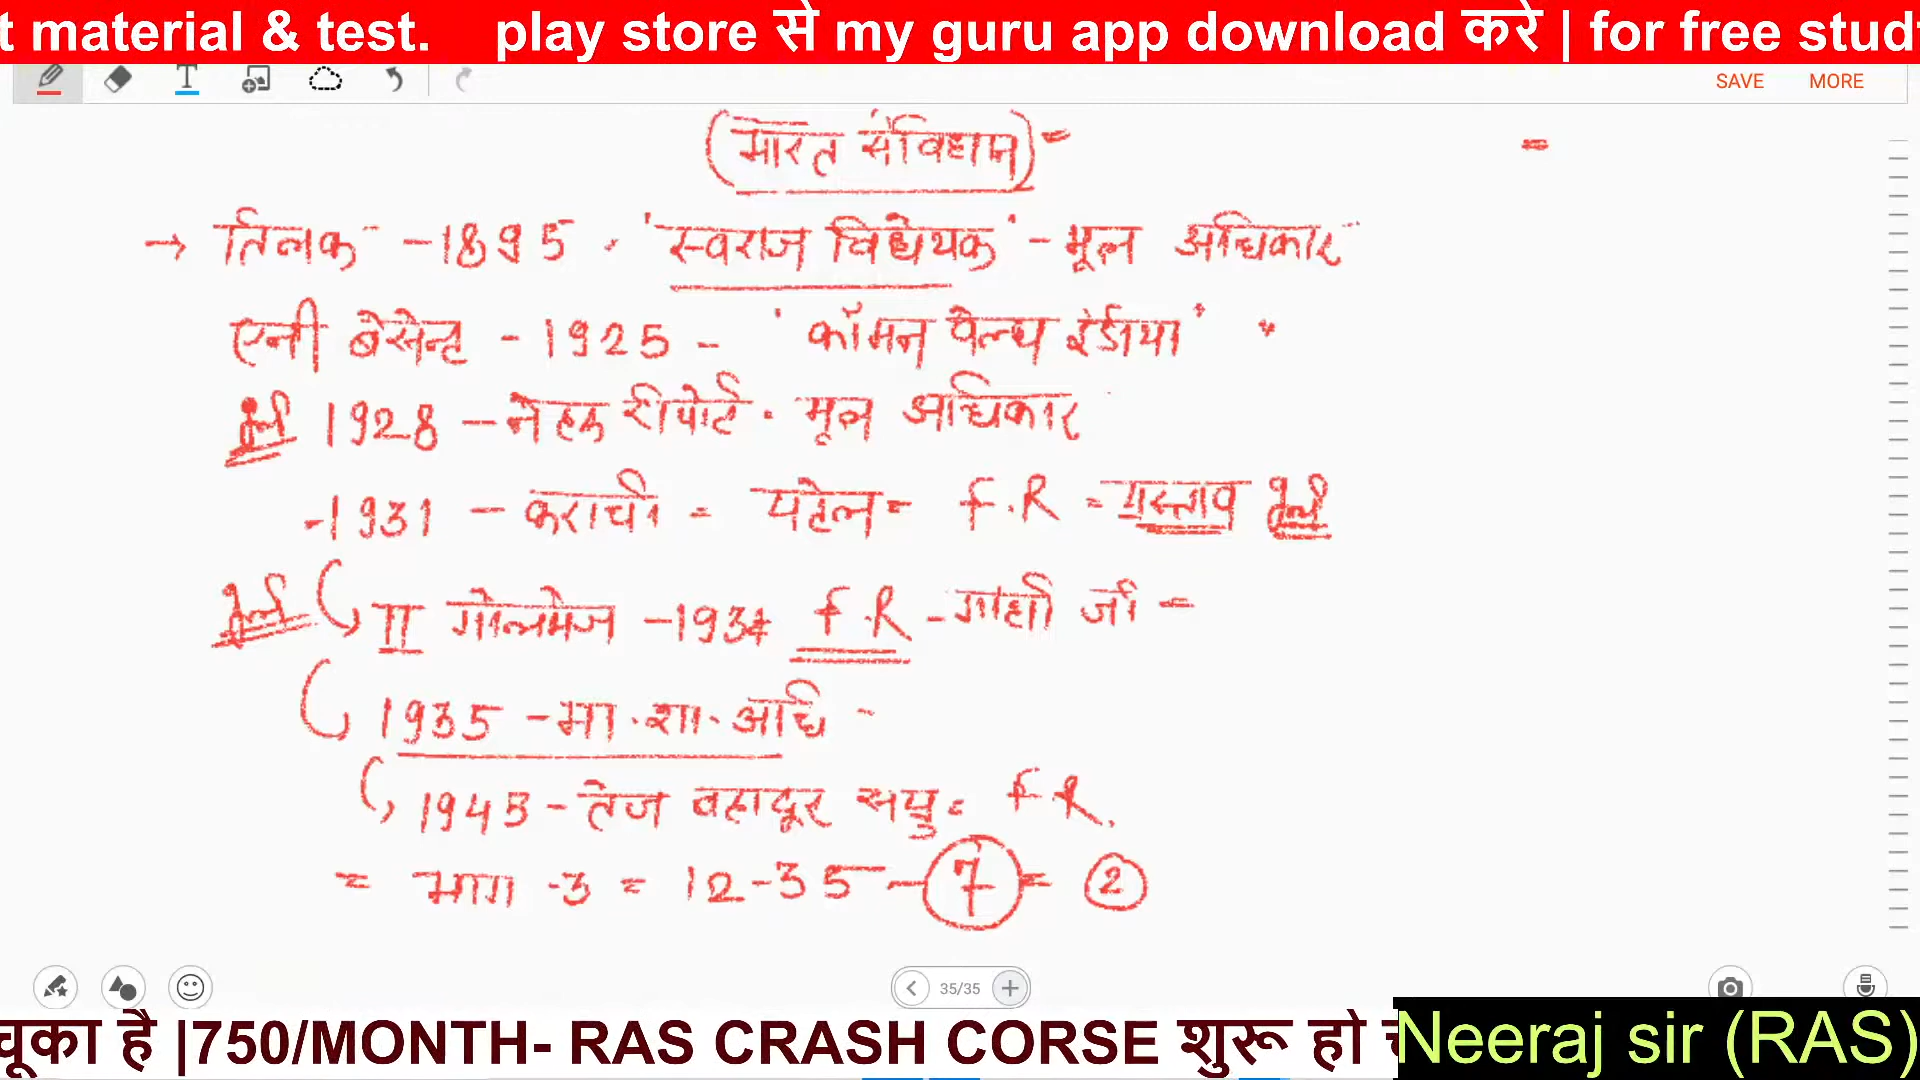 t material & test. play store से my guru app download करे | for free stud
SAVE MORE
(भारत संविधान) =
=
→ तिलक - 1895 . 'स्वराज विधेयक' - मूल अधिकार
एनी बेसेन्ट - 1925 - 'कॉमन वेल्थ इंडीया'
1928 - नेहरू रीपोर्ट . मूल अधिकार
- 1931 - कराची = पटेल = F.R = प्रस्ताव
II गोलमेज - 193 F.R - गाधी जी =
1935 - भा.शा.अधि -
1945 - तेज बहादूर सप्रु = F.R.
= भाग -3 = 12-35 - 7 = 2
35/35
चूका है |750/MONTH- RAS CRASH CORSE शुरू हो च
Neeraj sir (RAS)